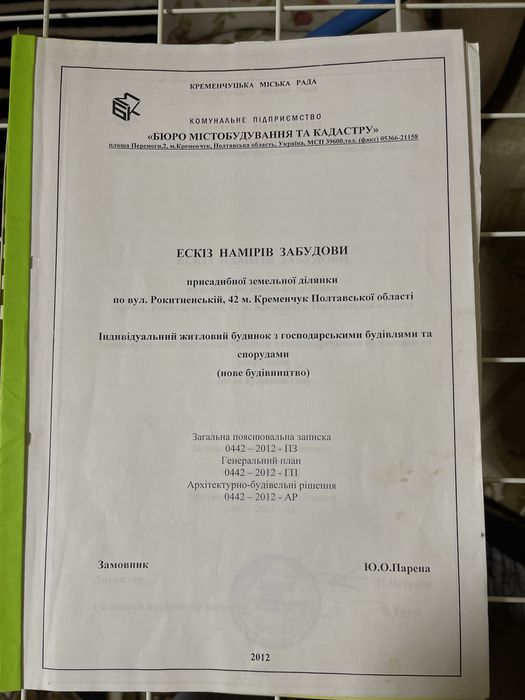 КРЕМЕНЧУЦЬКА МІСЬКА РАДА
БК
КОМУНАЛЬНЕ ПІДПРИЄМСТВО
«БЮРО МІСТОБУДУВАННЯ ТА КАДАСТРУ»
площа Перемоги,2, м.Кременчук, Полтавська область, Україна, МСП 39600,тел. (факс) 05366-21158
ЕСКІЗ НАМІРІВ ЗАБУДОВИ
присадибної земельної ділянки
по вул. Рокитненській, 42 м. Кременчук Полтавської області
Індивідуальний житловий будинок з господарськими будівлями та
спорудами
(нове будівництво)
Загальна пояснювальна записка
0442 – 2012 - ПЗ
Генеральний план
0442 – 2012 - ГП
Архітектурно-будівельні рішення
0442 – 2012 - АР
Замовник Ю.О.Парена
Директор
2012